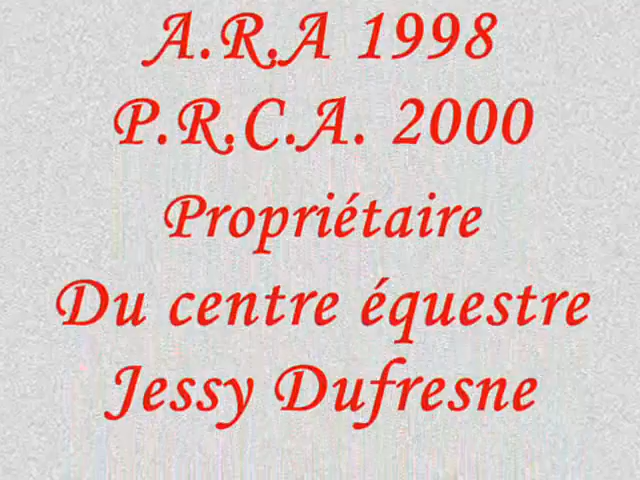 A.R.A 1998
P.R.C.A. 2000
Propriétaire
Du centre équestre
Jessy Dufresne